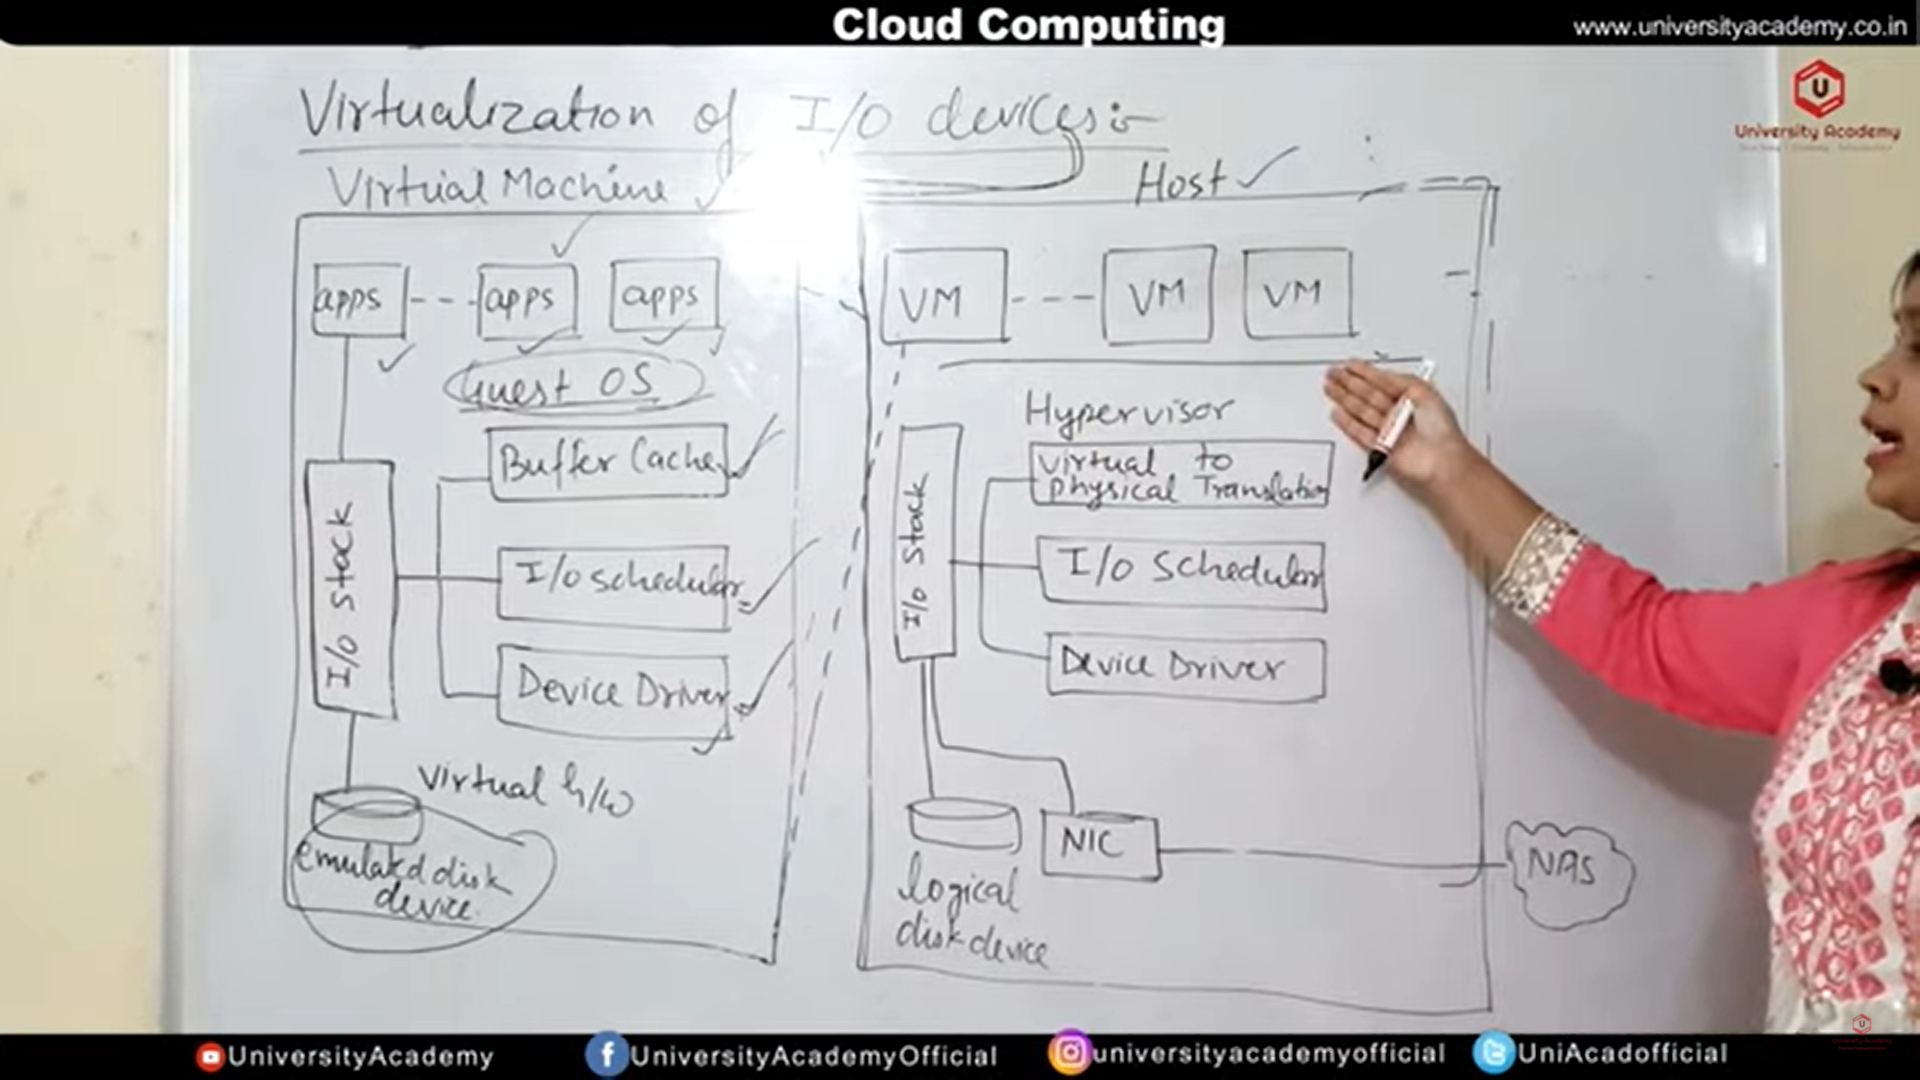 Cloud Computing
www.universityacademy.co.in
University Academy
Virtualization of I/O devices:-
Virtual Machine
apps
apps
apps
Guest OS
I/O Stack
Buffer Cache
I/O Schedular
Device Driver
Virtual h/w
emulated disk
device
Host
VM
VM
VM
Hypervisor
I/O Stack
Virtual to
physical Translation
I/O Schedular
Device Driver
logical
disk device
NIC
NAS
UniversityAcademy
UniversityAcademyOfficial
universityacademyofficial
UniAcadofficial